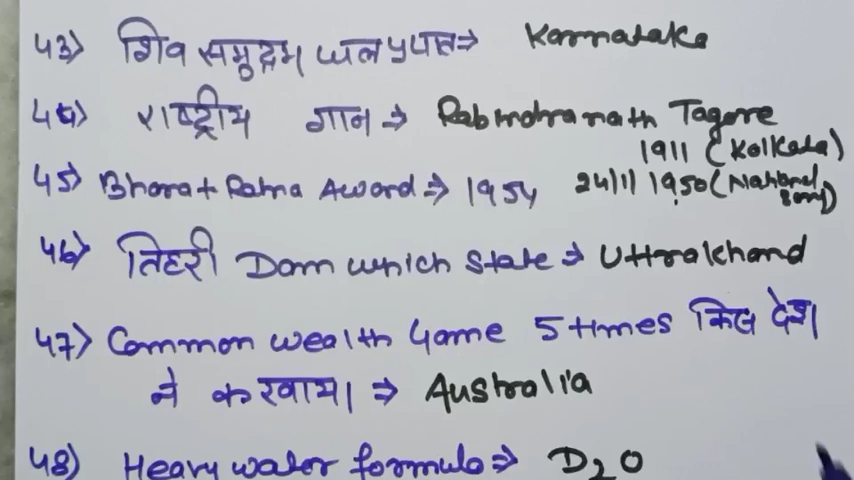 43) शिव समुद्रम जलप्रपात ⇒ Karnataka
44) राष्ट्रीय गान ⇒ Rabindranath Tagore
1911 (Kolkata)
45) Bharat Ratna Award ⇒ 1954 24/1/1950 (National Song)
46) तिहरी Dam which state ⇒ Uttrakhand
47) Common wealth Game 5 times किस देश
ने करवाया ⇒ Australia
48) Heavy water formula ⇒ D₂O